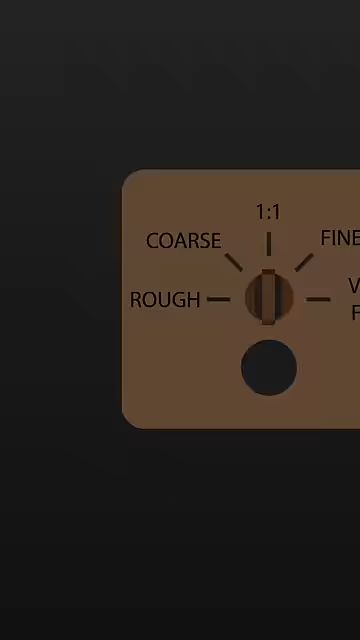 1:1
COARSE
FINE
ROUGH
V
F